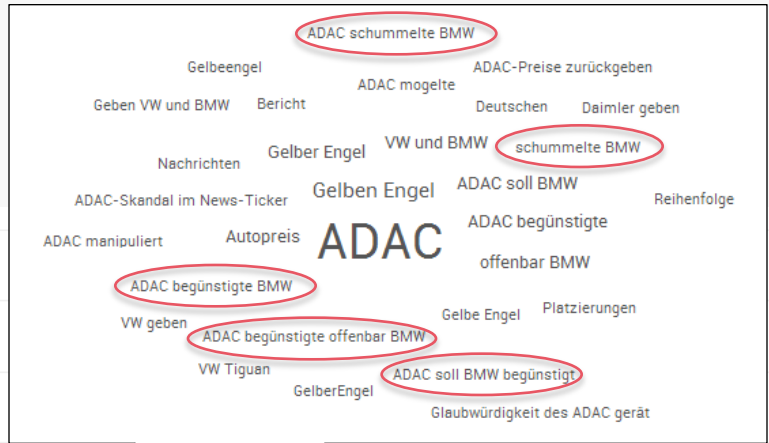 ADAC schummelte BMW
Gelbeengel
ADAC-Preise zurückgeben
ADAC mogelte
Geben VW und BMW
Bericht
Deutschen
Daimler geben
VW und BMW
schummelte BMW
Gelber Engel
Nachrichten
Gelben Engel
ADAC soll BMW
Reihenfolge
ADAC-Skandal im News-Ticker
ADAC begünstigte
ADAC manipuliert
Autopreis
ADAC
offenbar BMW
ADAC begünstigte BMW
Gelbe Engel
Platzierungen
VW geben
ADAC begünstigte offenbar BMW
VW Tiguan
ADAC soll BMW begünstigt
GelberEngel
Glaubwürdigkeit des ADAC gerät